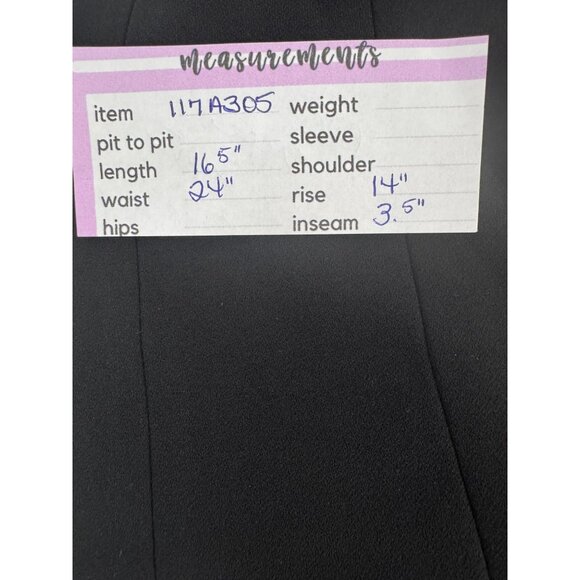 measurements
item 117A305 weight
pit to pit sleeve
length 16 5" shoulder
waist 24" rise 14"
hips inseam 3.5"